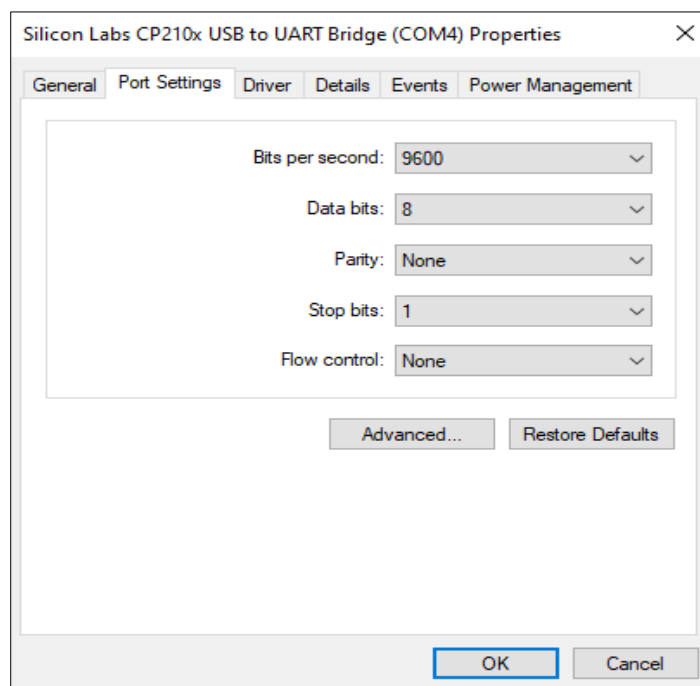 Silicon Labs CP210x USB to UART Bridge (COM4) Properties
General Port Settings Driver Details Events Power Management
Bits per second: 9600
Data bits: 8
Parity: None
Stop bits: 1
Flow control: None
Advanced... Restore Defaults
OK Cancel